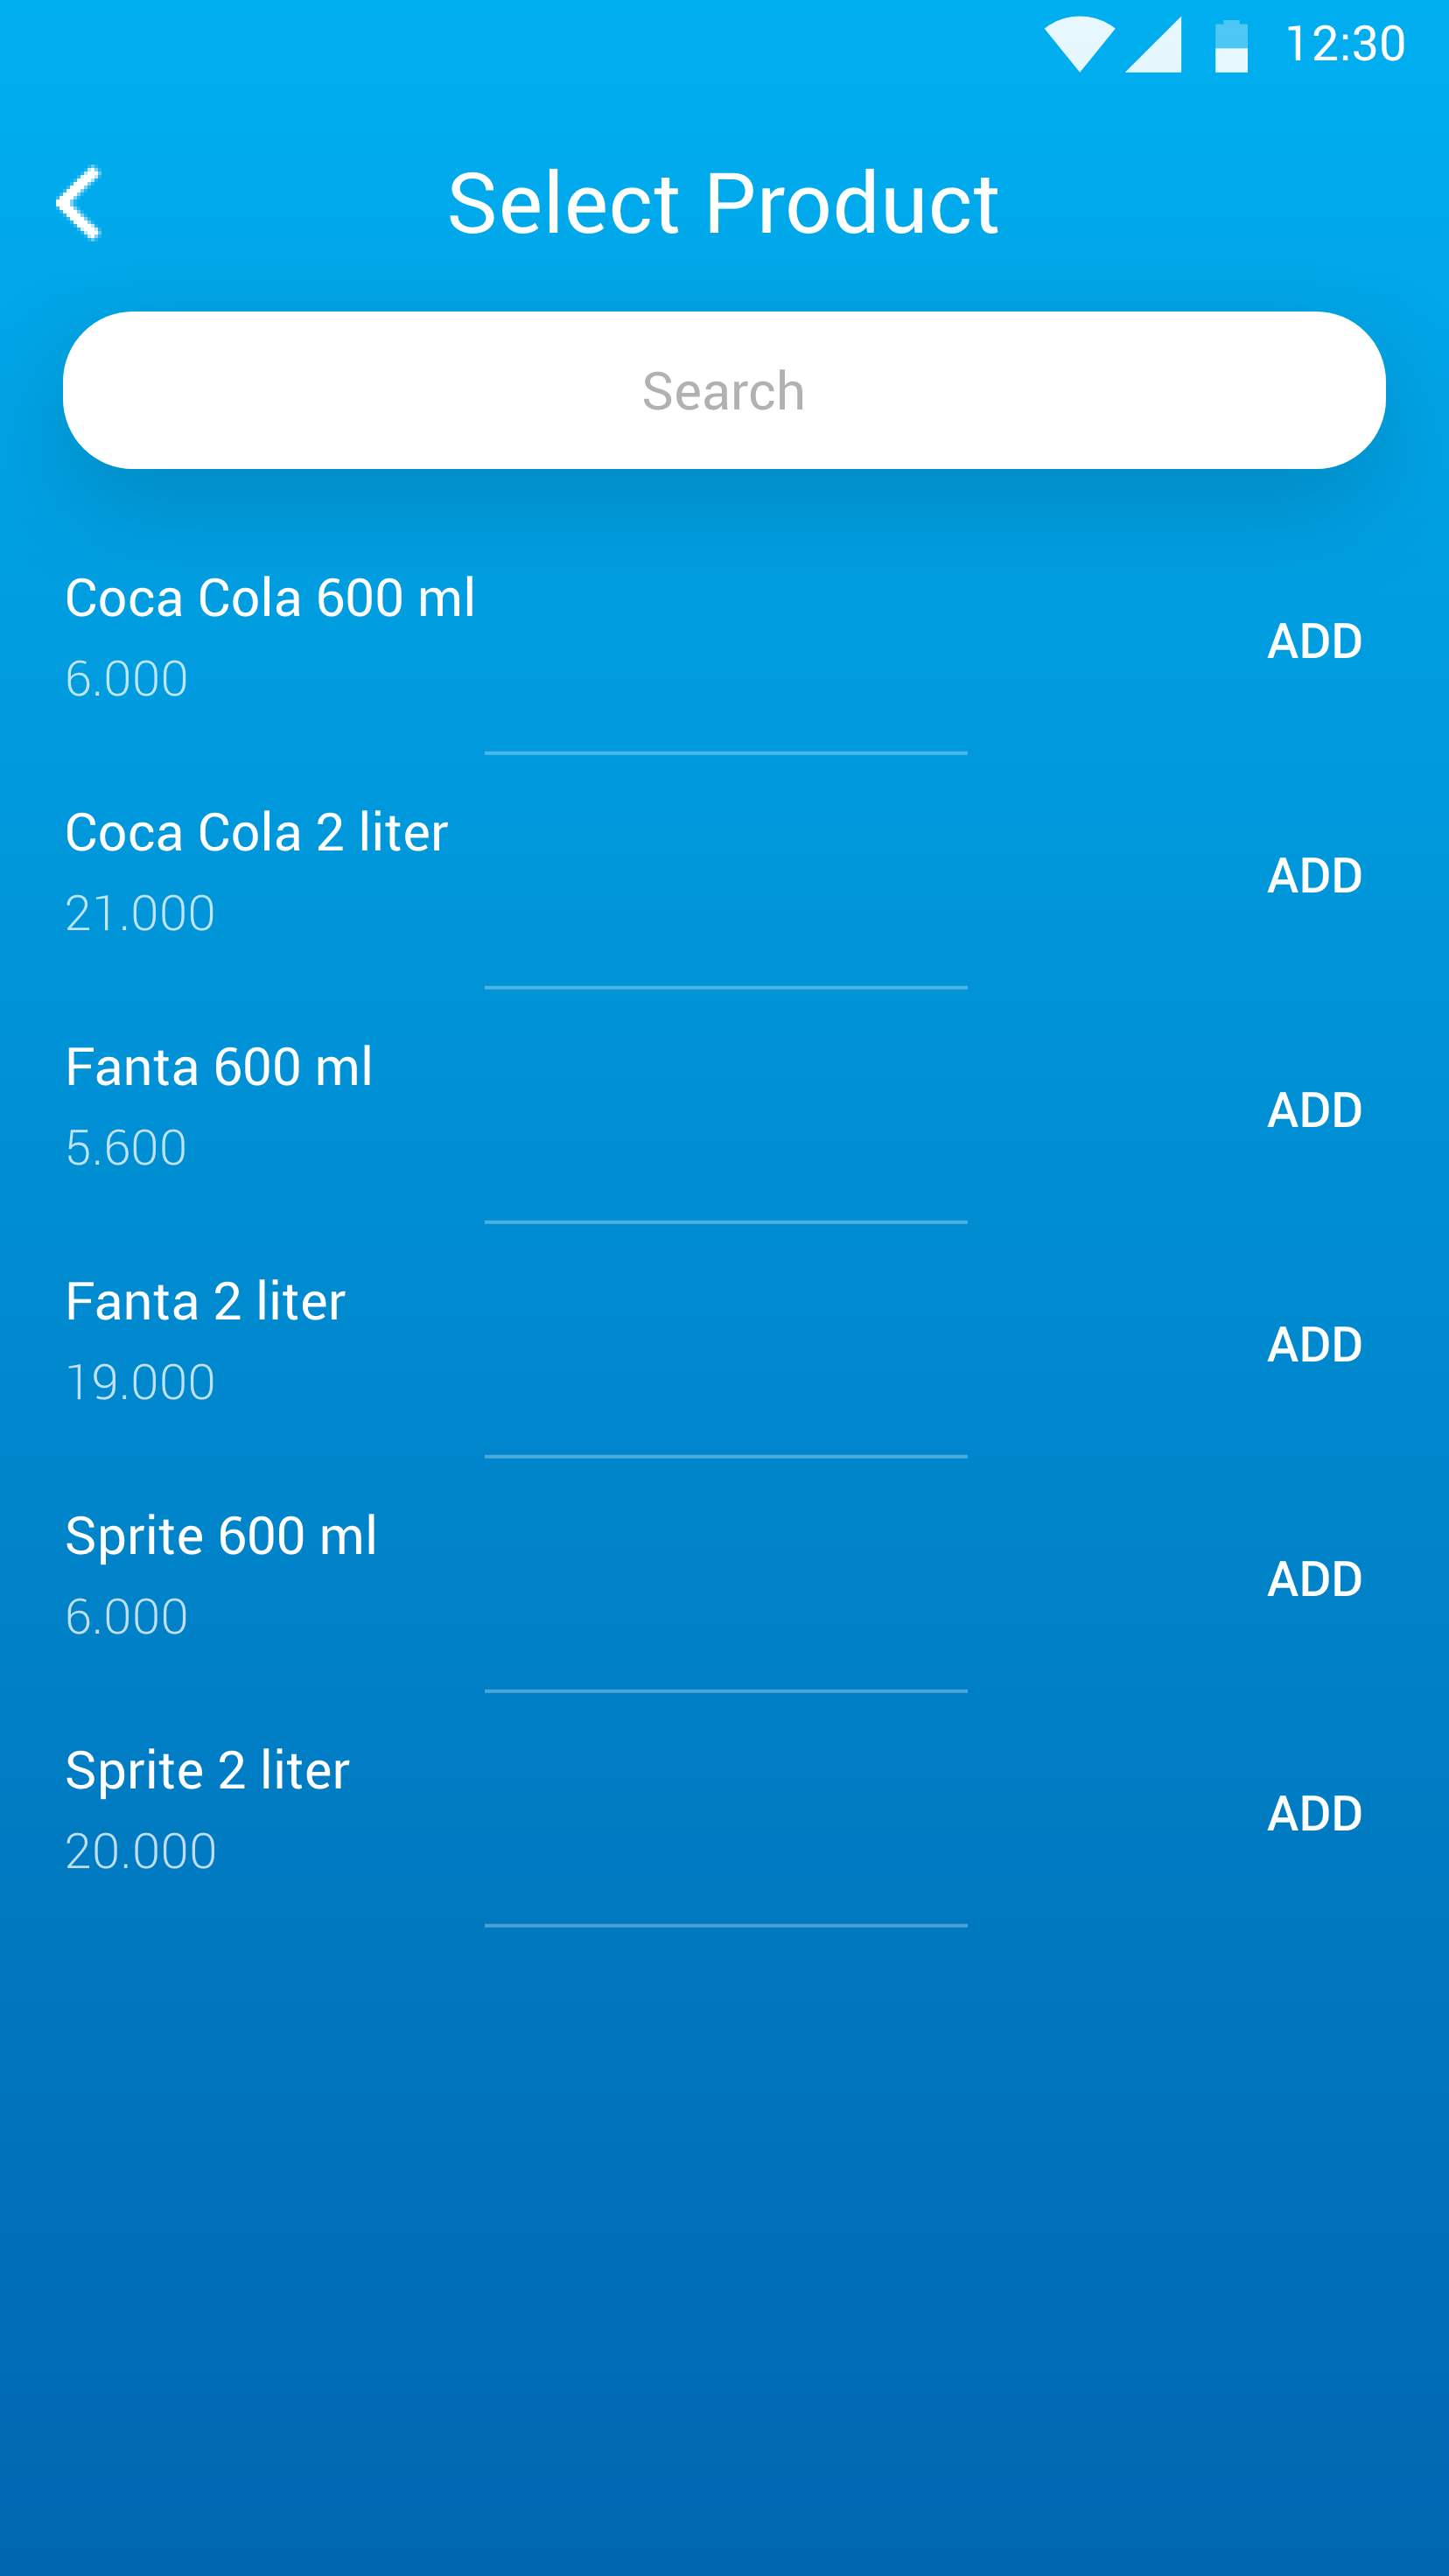 12:30
Select Product
Search
Coca Cola 600 ml
6.000
ADD
Coca Cola 2 liter
21.000
ADD
Fanta 600 ml
5.600
ADD
Fanta 2 liter
19.000
ADD
Sprite 600 ml
6.000
ADD
Sprite 2 liter
20.000
ADD